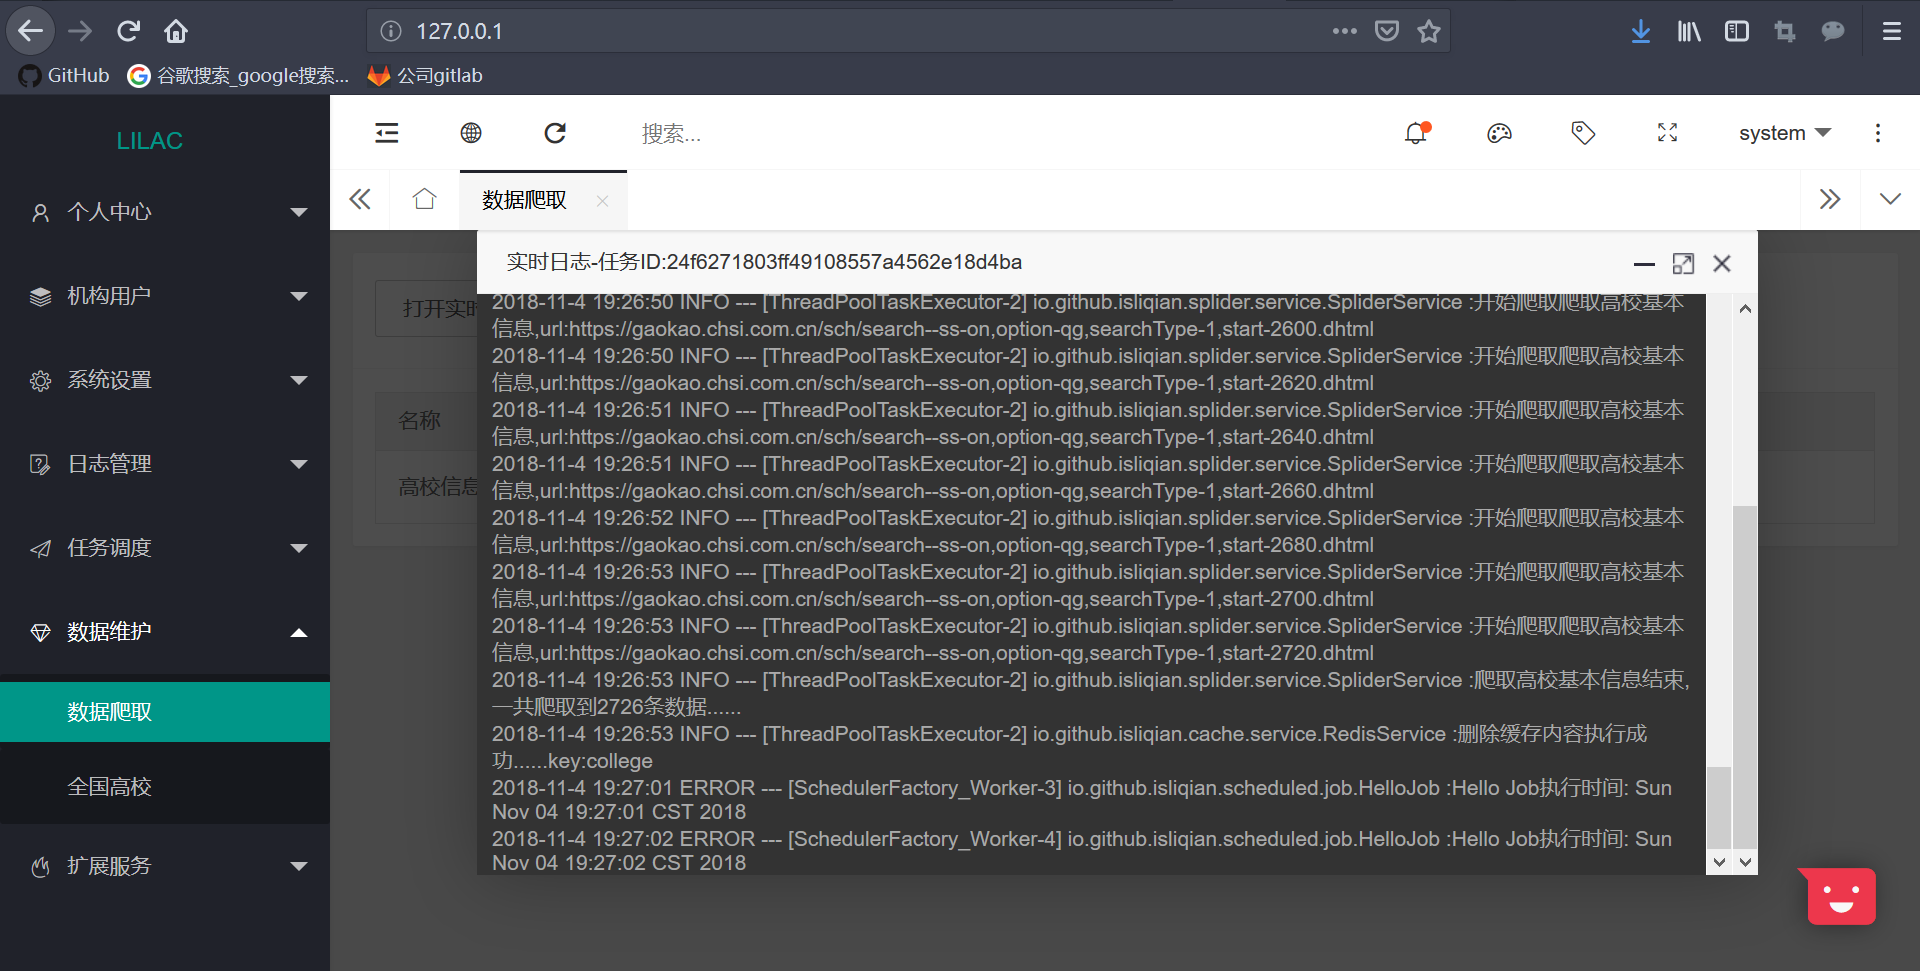 127.0.0.1
GitHub
谷歌搜索_google搜索...
公司gitlab
LILAC
搜索...
system
个人中心
数据爬取
机构用户
系统设置
日志管理
任务调度
数据维护
数据爬取
全国高校
扩展服务
打开实时
名称
高校信息
实时日志-任务ID:24f6271803ff49108557a4562e18d4ba
2018-11-4 19:26:50 INFO --- [ThreadPoolTaskExecutor-2] io.github.isliqian.splider.service.SpliderService :开始爬取爬取高校基本
信息,url:https://gaokao.chsi.com.cn/sch/search--ss-on,option-qg,searchType-1,start-2600.dhtml
2018-11-4 19:26:50 INFO --- [ThreadPoolTaskExecutor-2] io.github.isliqian.splider.service.SpliderService :开始爬取爬取高校基本
信息,url:https://gaokao.chsi.com.cn/sch/search--ss-on,option-qg,searchType-1,start-2620.dhtml
2018-11-4 19:26:51 INFO --- [ThreadPoolTaskExecutor-2] io.github.isliqian.splider.service.SpliderService :开始爬取爬取高校基本
信息,url:https://gaokao.chsi.com.cn/sch/search--ss-on,option-qg,searchType-1,start-2640.dhtml
2018-11-4 19:26:51 INFO --- [ThreadPoolTaskExecutor-2] io.github.isliqian.splider.service.SpliderService :开始爬取爬取高校基本
信息,url:https://gaokao.chsi.com.cn/sch/search--ss-on,option-qg,searchType-1,start-2660.dhtml
2018-11-4 19:26:52 INFO --- [ThreadPoolTaskExecutor-2] io.github.isliqian.splider.service.SpliderService :开始爬取爬取高校基本
信息,url:https://gaokao.chsi.com.cn/sch/search--ss-on,option-qg,searchType-1,start-2680.dhtml
2018-11-4 19:26:53 INFO --- [ThreadPoolTaskExecutor-2] io.github.isliqian.splider.service.SpliderService :开始爬取爬取高校基本
信息,url:https://gaokao.chsi.com.cn/sch/search--ss-on,option-qg,searchType-1,start-2700.dhtml
2018-11-4 19:26:53 INFO --- [ThreadPoolTaskExecutor-2] io.github.isliqian.splider.service.SpliderService :开始爬取爬取高校基本
信息,url:https://gaokao.chsi.com.cn/sch/search--ss-on,option-qg,searchType-1,start-2720.dhtml
2018-11-4 19:26:53 INFO --- [ThreadPoolTaskExecutor-2] io.github.isliqian.splider.service.SpliderService :爬取高校基本信息结束,
一共爬取到2726条数据......
2018-11-4 19:26:53 INFO --- [ThreadPoolTaskExecutor-2] io.github.isliqian.cache.service.RedisService :删除缓存内容执行成
功......key:college
2018-11-4 19:27:01 ERROR --- [SchedulerFactory_Worker-3] io.github.isliqian.scheduled.job.HelloJob :Hello Job执行时间: Sun
Nov 04 19:27:01 CST 2018
2018-11-4 19:27:02 ERROR --- [SchedulerFactory_Worker-4] io.github.isliqian.scheduled.job.HelloJob :Hello Job执行时间: Sun
Nov 04 19:27:02 CST 2018